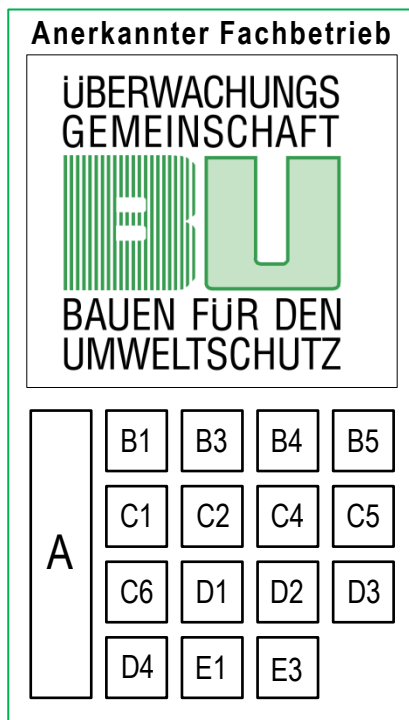 Anerkannter Fachbetrieb
ÜBERWACHUNGS
GEMEINSCHAFT
BU
BAUEN FÜR DEN
UMWELTSCHUTZ
A
B1 B3 B4 B5
C1 C2 C4 C5
C6 D1 D2 D3
D4 E1 E3